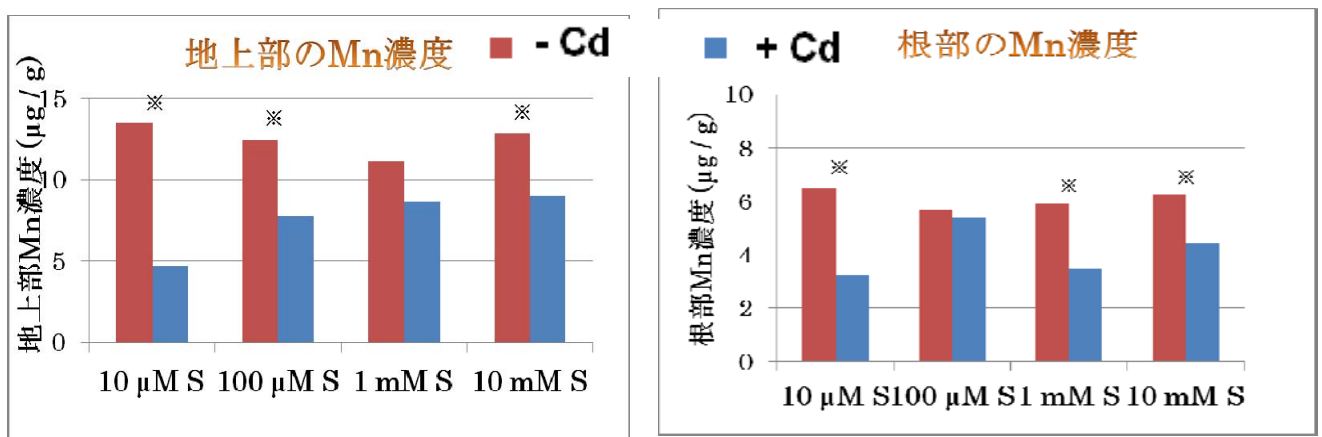 地上部のMn濃度
- Cd
+ Cd
根部のMn濃度
地上部Mn濃度 (µg / g)
15
10
5
0
※
※
※
10 µM S
100 µM S
1 mM S
10 mM S
根部Mn濃度 (µg / g)
10
8
6
4
2
0
※
※
※
10 µM S
100 µM S
1 mM S
10 mM S